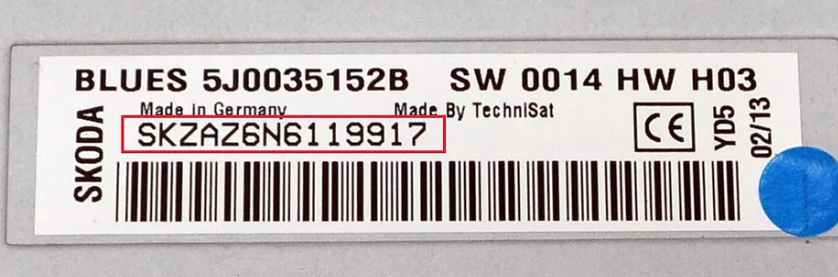 BLUES 5J0035152B SW 0014 HW H03
Made in Germany Made By TechniSat
SKZAZ6N6119917
SKODA
CE
YD5
02/13